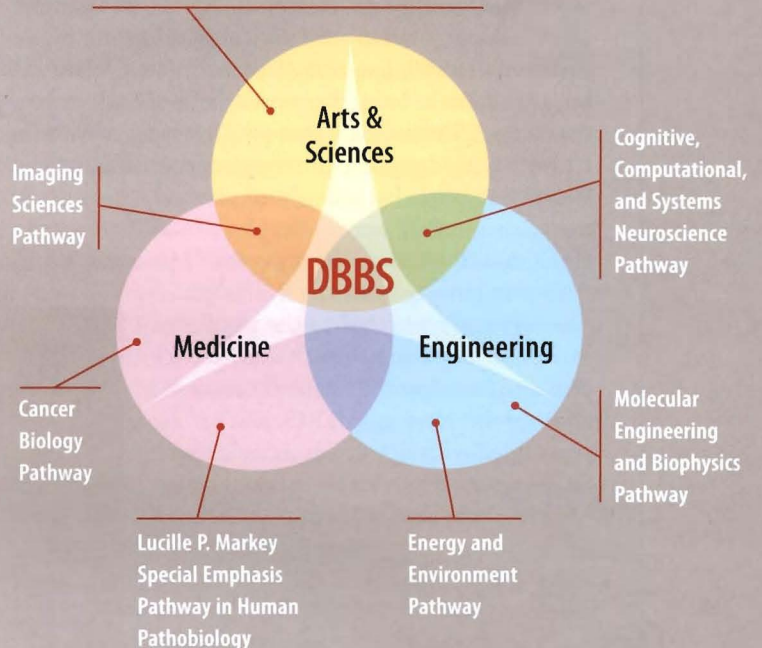 Arts &
Sciences
Imaging
Sciences
Pathway
Cognitive,
Computational,
and Systems
Neuroscience
Pathway
DBBS
Medicine
Engineering
Cancer
Biology
Pathway
Molecular
Engineering
and Biophysics
Pathway
Lucille P. Markey
Special Emphasis
Pathway in Human
Pathobiology
Energy and
Environment
Pathway